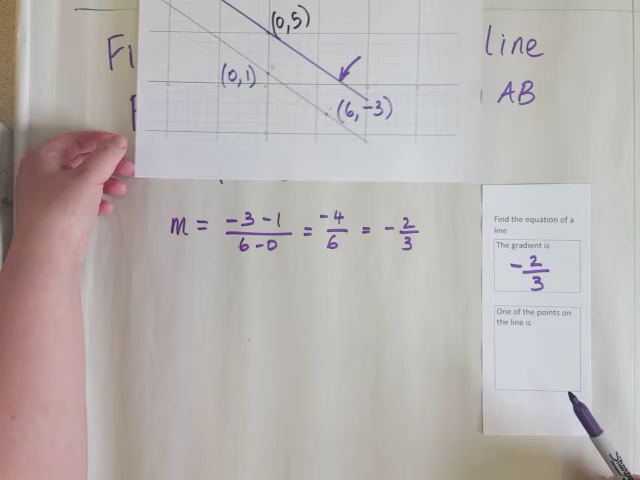 (0,5)
Fi line
(0,1)
AB
(6,-3)
m = -3-1/6-0 = -4/6 = -2/3
Find the equation of a
line
The gradient is
-2/3
One of the points on
the line is
Sharpie